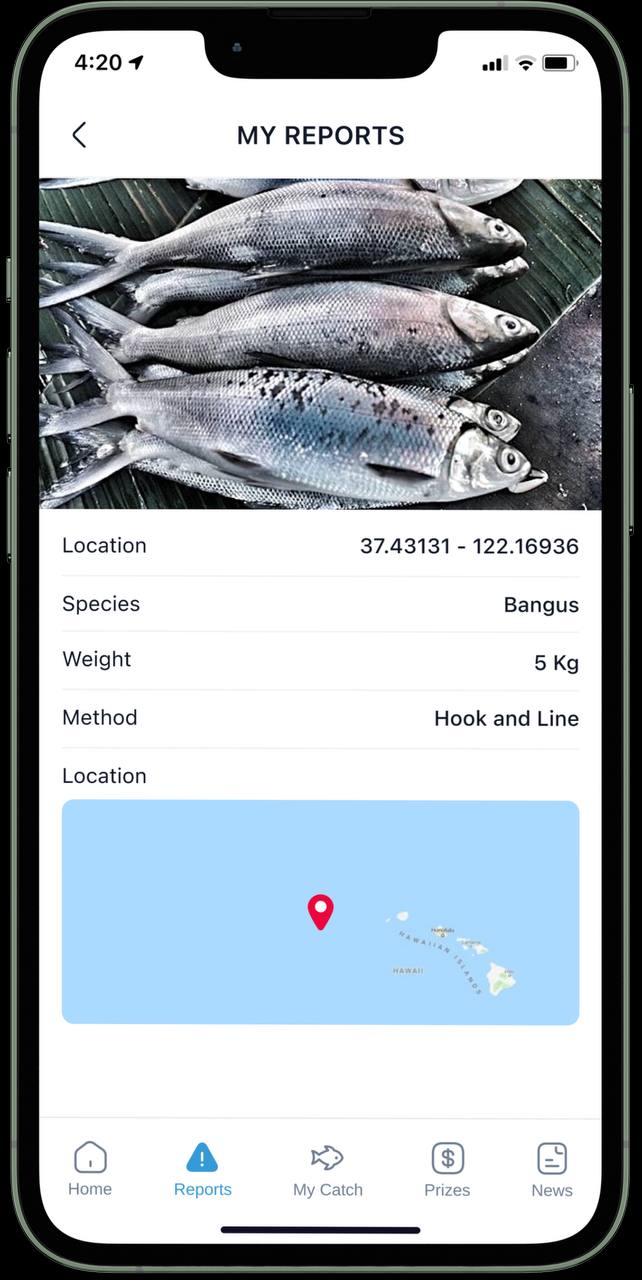 4:20
MY REPORTS
Location 37.43131 - 122.16936
Species Bangus
Weight 5 Kg
Method Hook and Line
Location
Honolulu
HAWAIIAN ISLANDS
HAWAII
Home Reports My Catch Prizes News